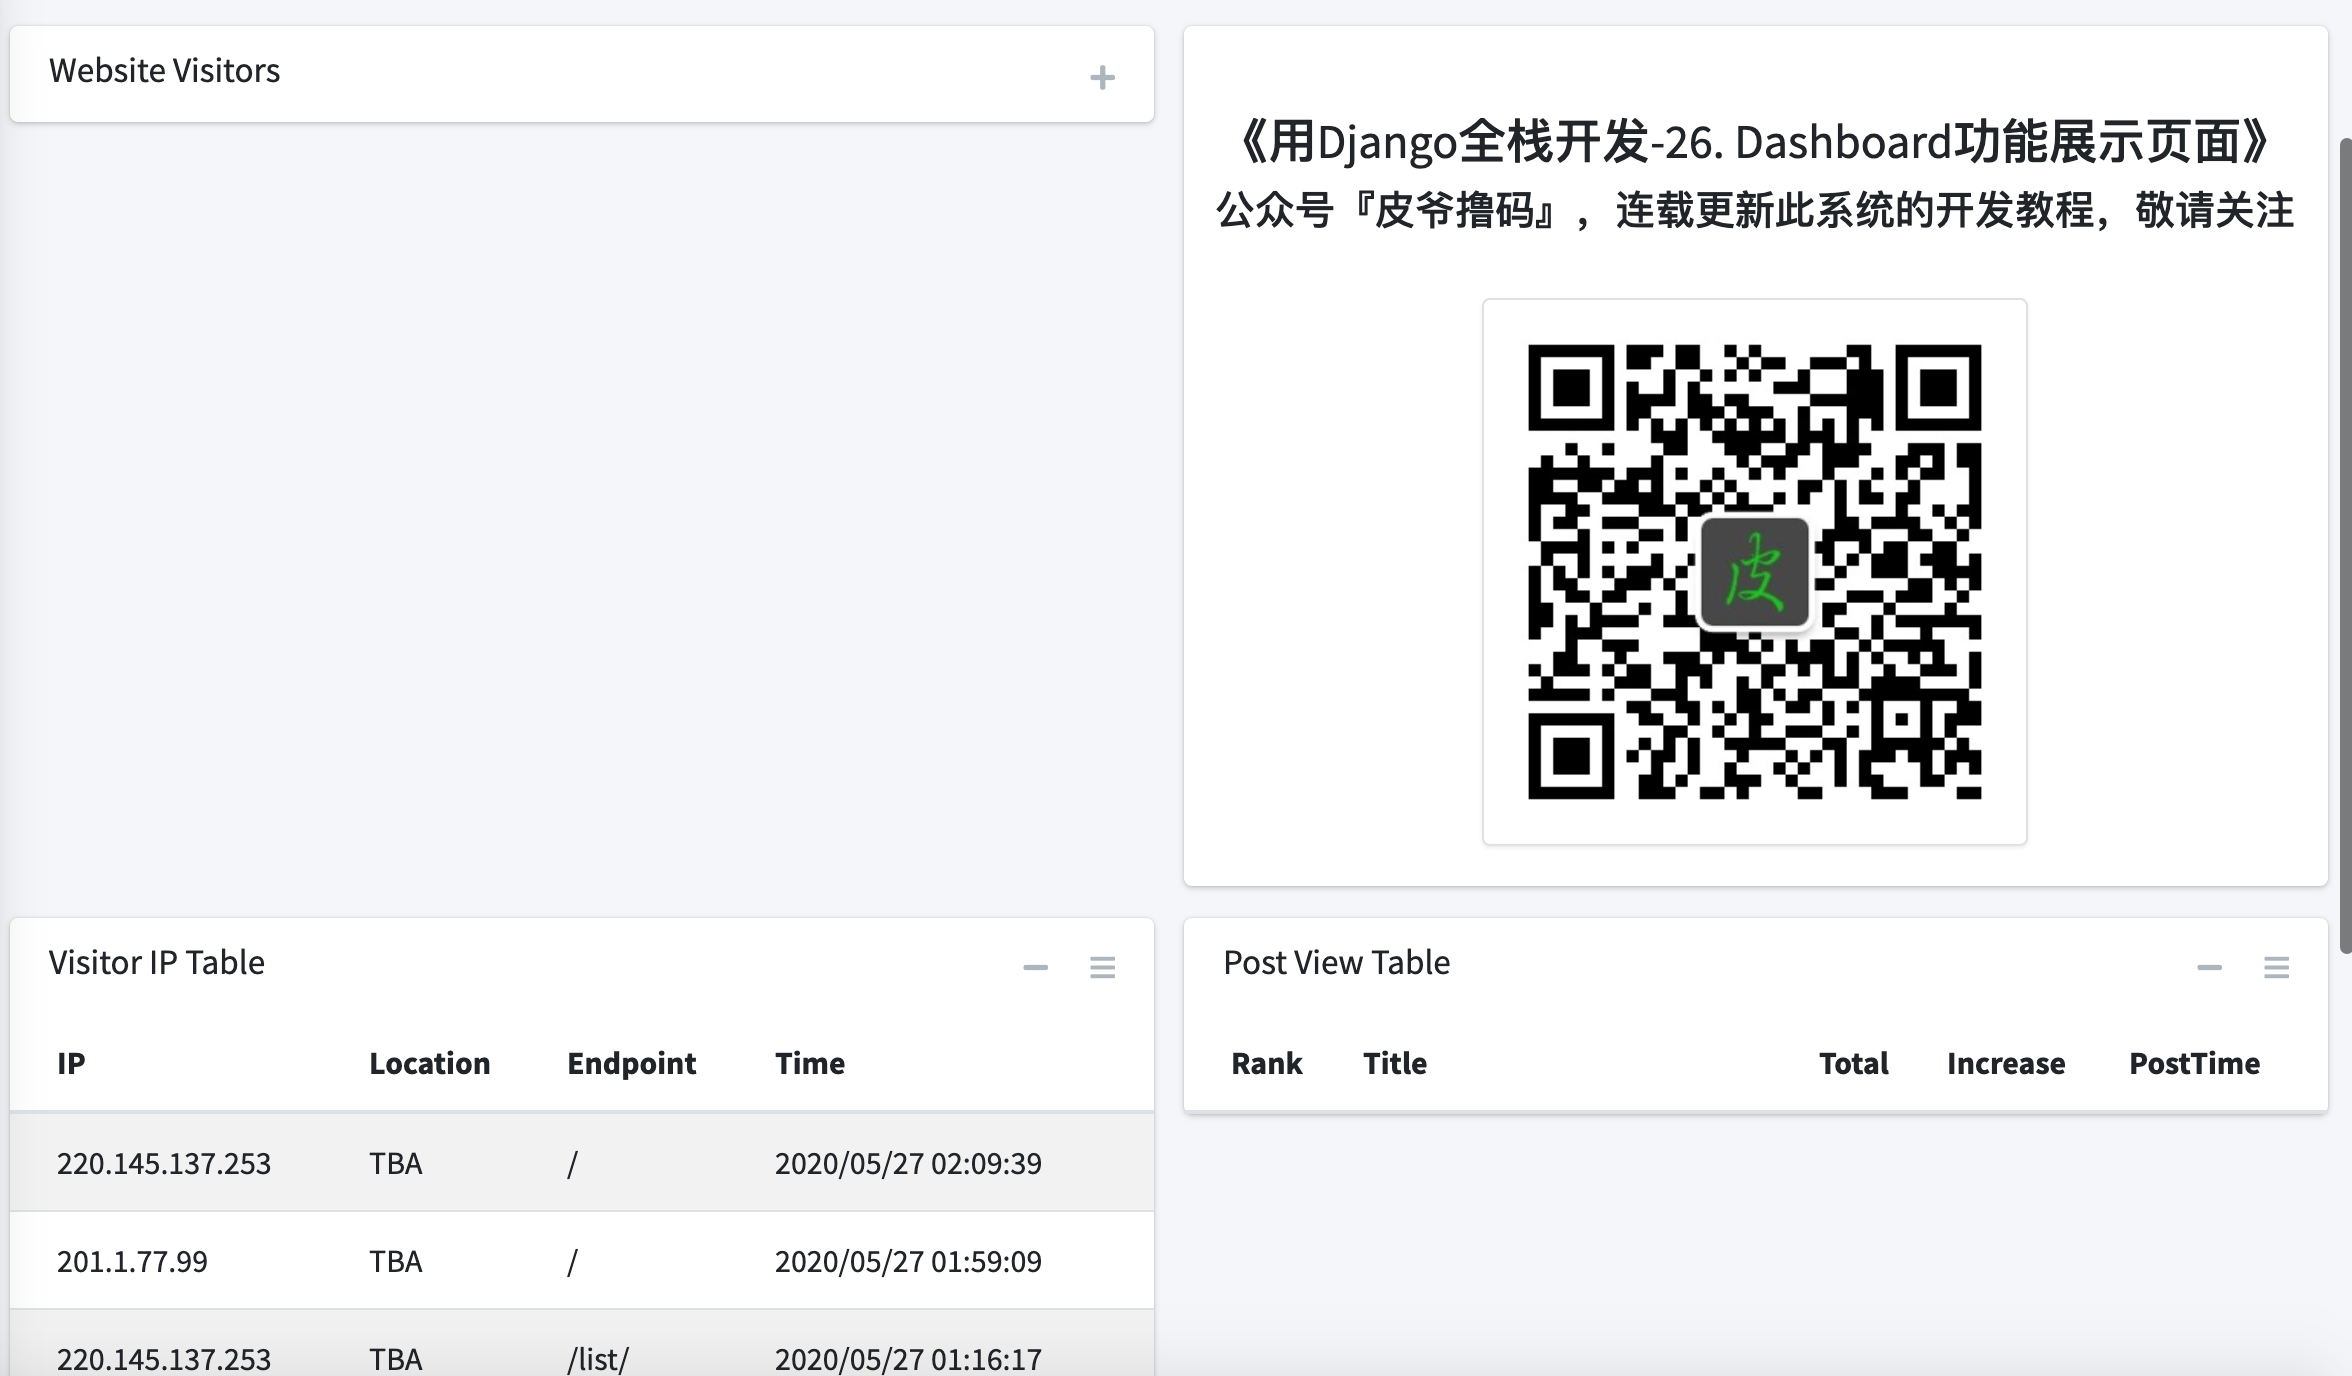 Website Visitors
《用Django全栈开发-26. Dashboard功能展示页面》
公众号『皮爷撸码』，连载更新此系统的开发教程，敬请关注
皮
Visitor IP Table
IP Location Endpoint Time
220.145.137.253 TBA / 2020/05/27 02:09:39
201.1.77.99 TBA / 2020/05/27 01:59:09
220.145.137.253 TBA /list/ 2020/05/27 01:16:17
Post View Table
Rank Title Total Increase PostTime